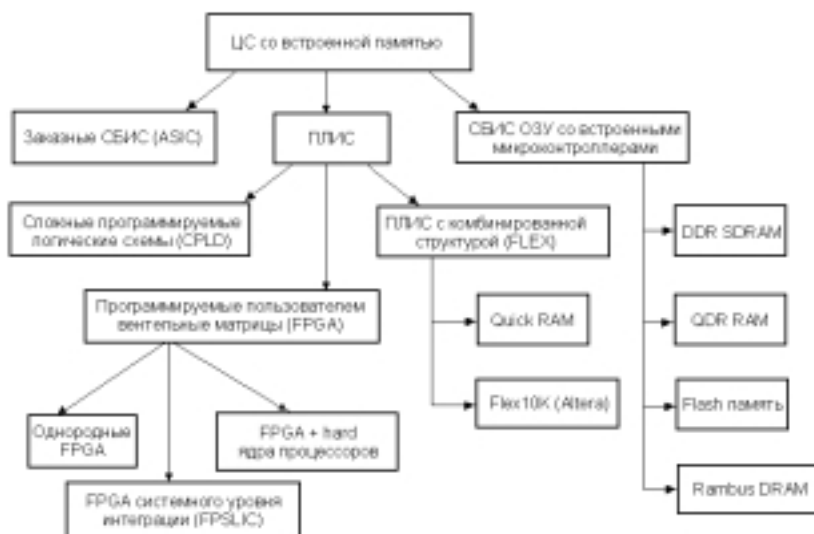 ЦС со встроенной памятью
Заказные СБИС (ASIC)
ПЛИС
СБИС ОЗУ со встроенными
микроконтроллерами
Сложные программируемые
логические схемы (CPLD)
ПЛИС с комбинированной
структурой (FLEX)
DDR SDRAM
Программируемые пользователем
вентельные матрицы (FPGA)
Quick RAM
QDR RAM
Flex10K (Altera)
Flash память
Однородные
FPGA
FPGA + hard
ядра процессоров
FPGA системного уровня
интеграции (FPSLIC)
Rambus DRAM